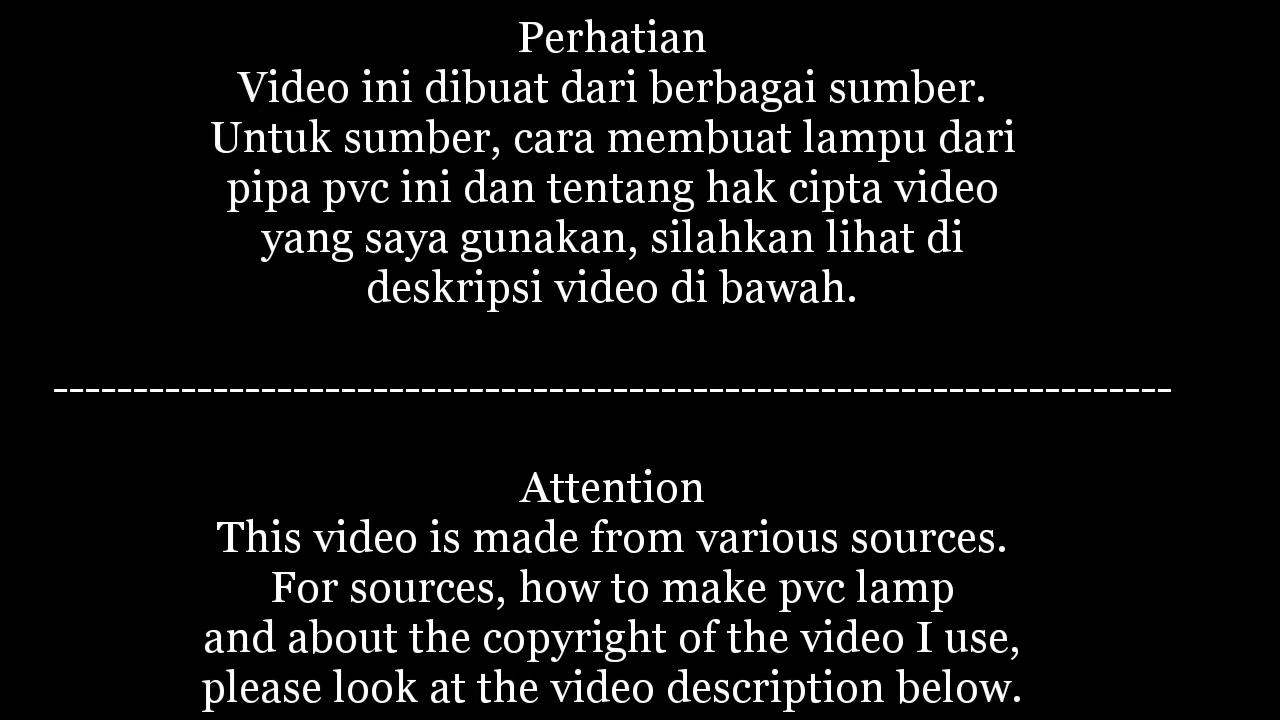 Perhatian
Video ini dibuat dari berbagai sumber.
Untuk sumber, cara membuat lampu dari
pipa pvc ini dan tentang hak cipta video
yang saya gunakan, silahkan lihat di
deskripsi video di bawah.
----------------------------------------------------------------------
Attention
This video is made from various sources.
For sources, how to make pvc lamp
and about the copyright of the video I use,
please look at the video description below.